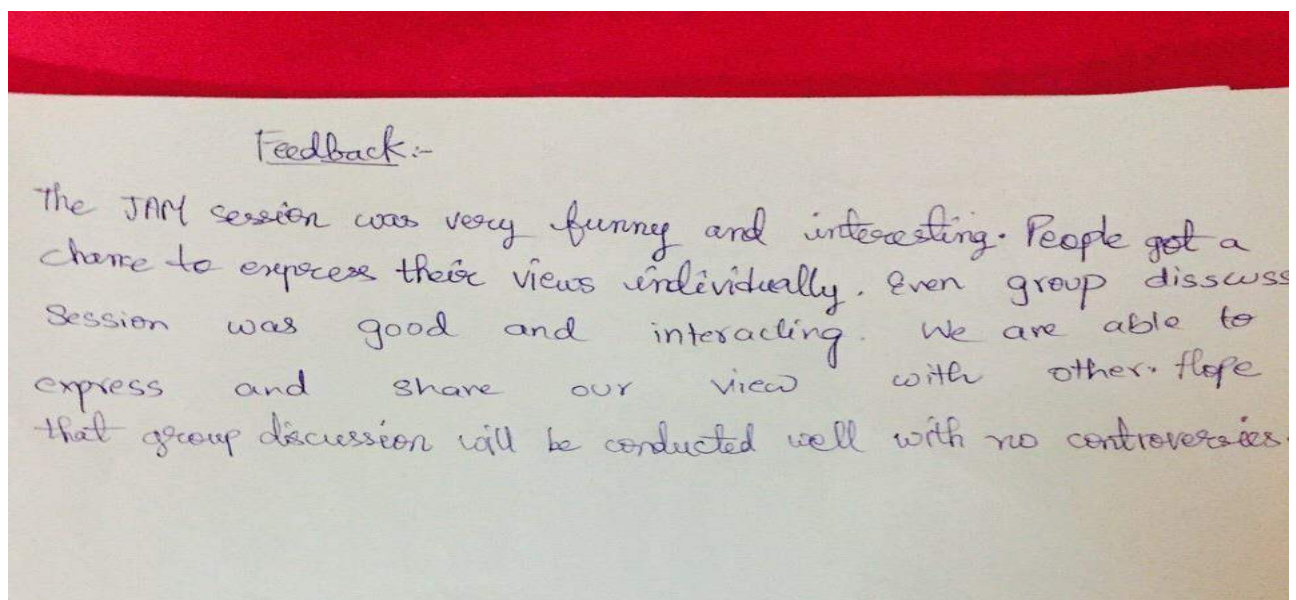 Feedback:-
The JAM session was very funny and interesting. People got a
chance to express their views individually. Even group disscuss
Session was good and interacting. We are able to
express and share our view with other. Hope
that group discussion will be conducted well with no controversies.